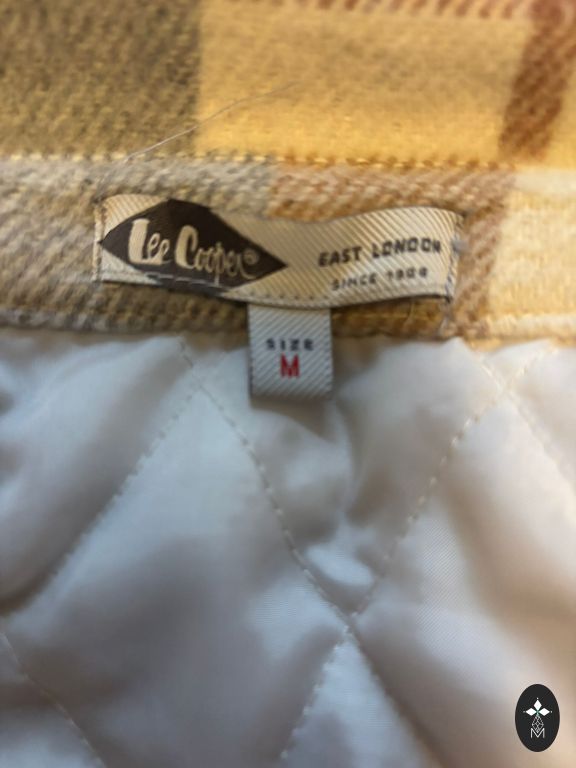 Lee Cooper®
EAST LONDON
SINCE 1908
SIZE
M
M